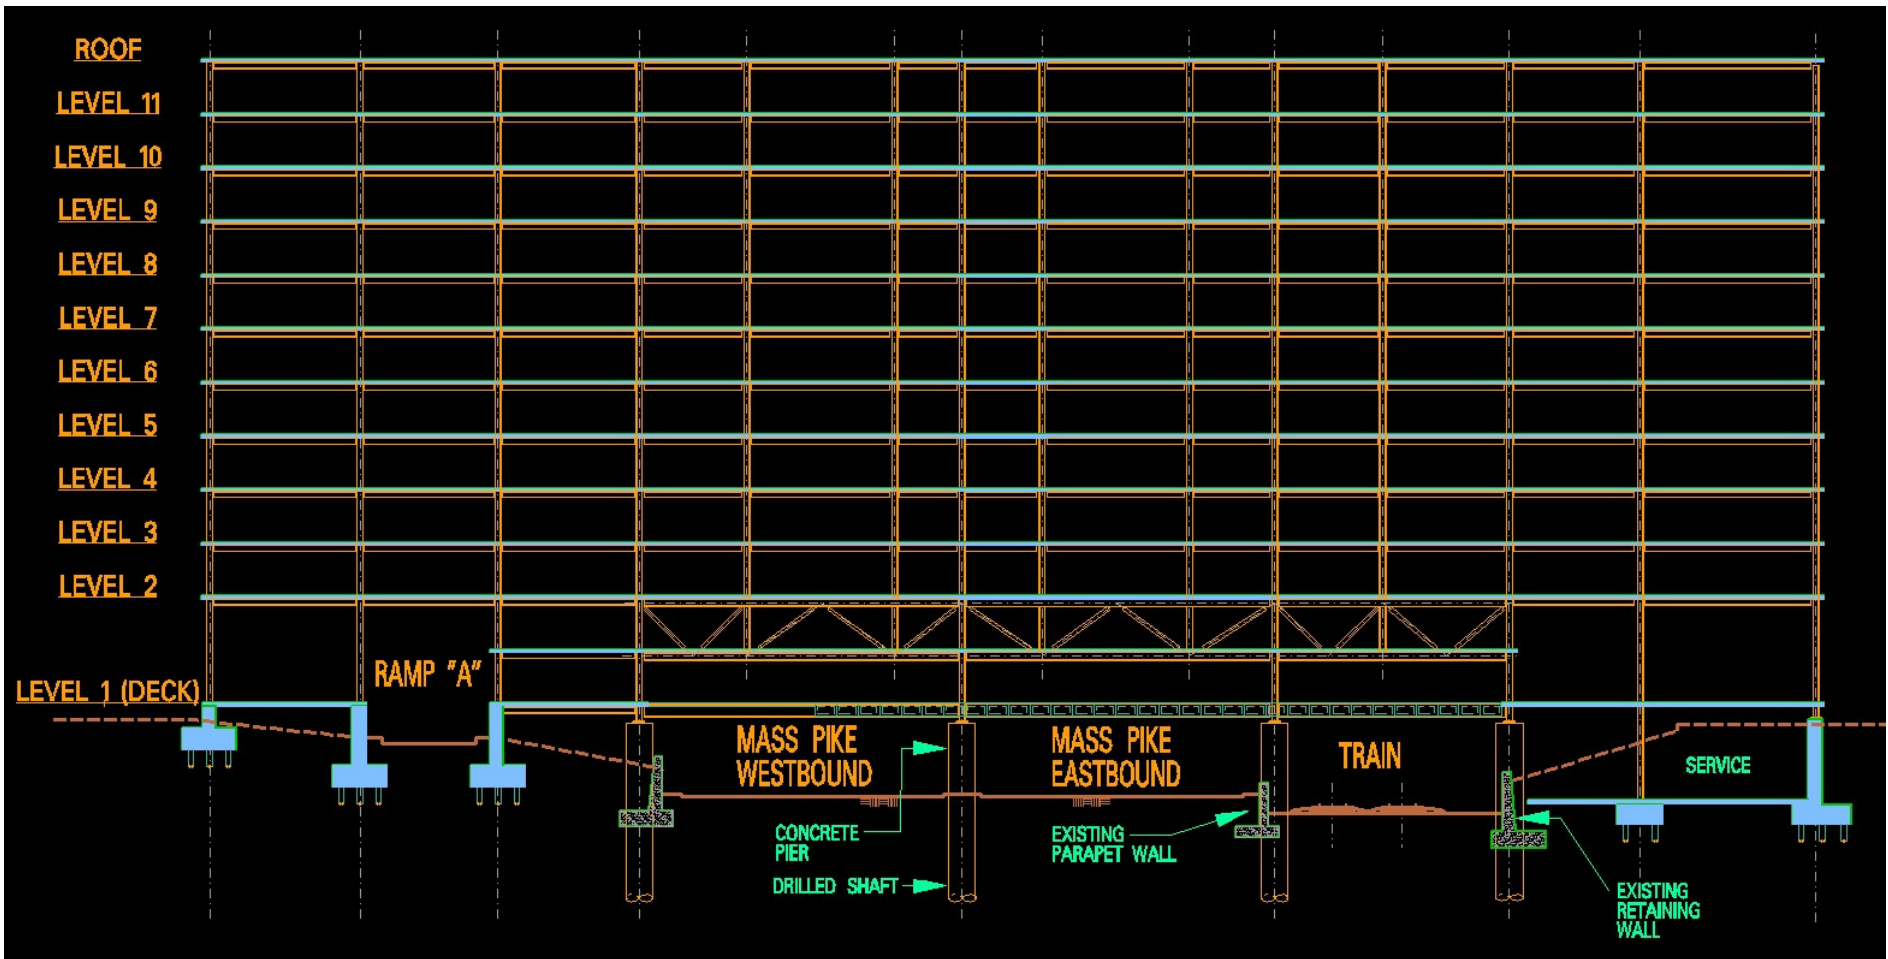 ROOF
LEVEL 11
LEVEL 10
LEVEL 9
LEVEL 8
LEVEL 7
LEVEL 6
LEVEL 5
LEVEL 4
LEVEL 3
LEVEL 2
RAMP "A"
LEVEL 1 (DECK)
MASS PIKE
WESTBOUND
MASS PIKE
EASTBOUND
TRAIN
SERVICE
CONCRETE
PIER
EXISTING
PARAPET WALL
DRILLED SHAFT
EXISTING
RETAINING
WALL